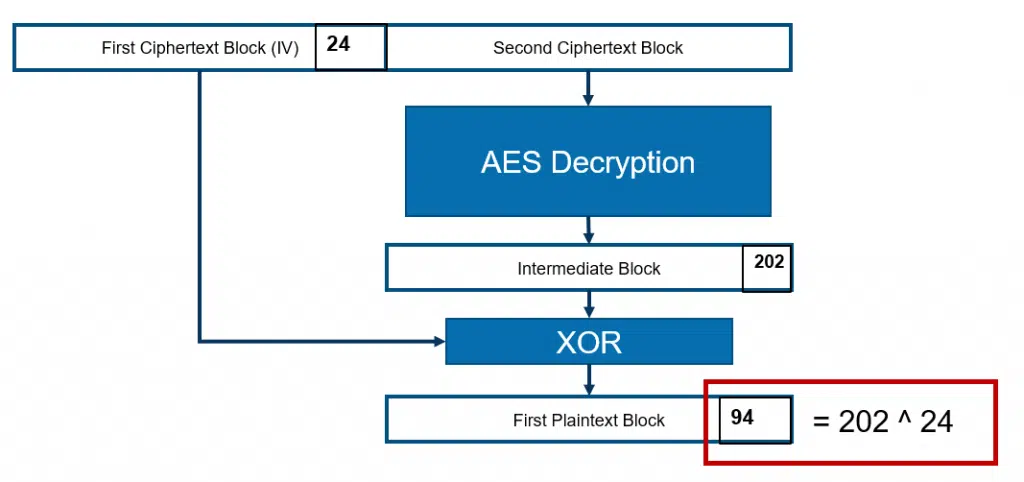 First Ciphertext Block (IV) 24 Second Ciphertext Block
AES Decryption
Intermediate Block 202
XOR
First Plaintext Block 94 = 202 ^ 24